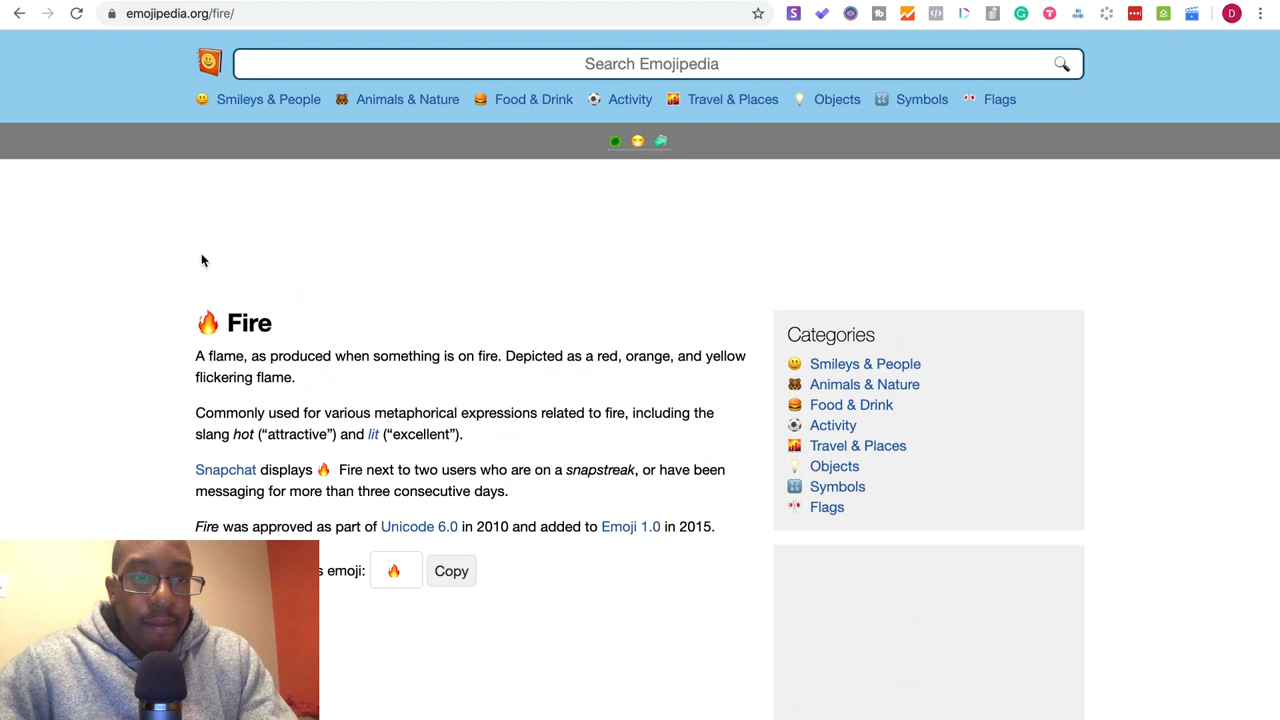 emojipedia.org/fire/
Search Emojipedia
Smileys & People Animals & Nature Food & Drink Activity Travel & Places Objects Symbols Flags
🔥 Fire
A flame, as produced when something is on fire. Depicted as a red, orange, and yellow
flickering flame.
Commonly used for various metaphorical expressions related to fire, including the
slang hot (“attractive”) and lit (“excellent”).
Snapchat displays 🔥 Fire next to two users who are on a snapstreak, or have been
messaging for more than three consecutive days.
Fire was approved as part of Unicode 6.0 in 2010 and added to Emoji 1.0 in 2015.
s emoji: 🔥 Copy
Categories
Smileys & People
Animals & Nature
Food & Drink
Activity
Travel & Places
Objects
Symbols
Flags
D